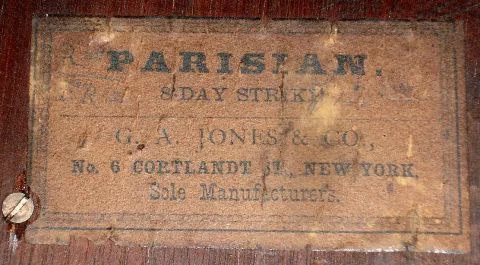 PARISIAN.
8-DAY STRIKE
G. A. JONES & CO.,
No. 6 CORTLANDT ST., NEW YORK,
Sole Manufacturers.